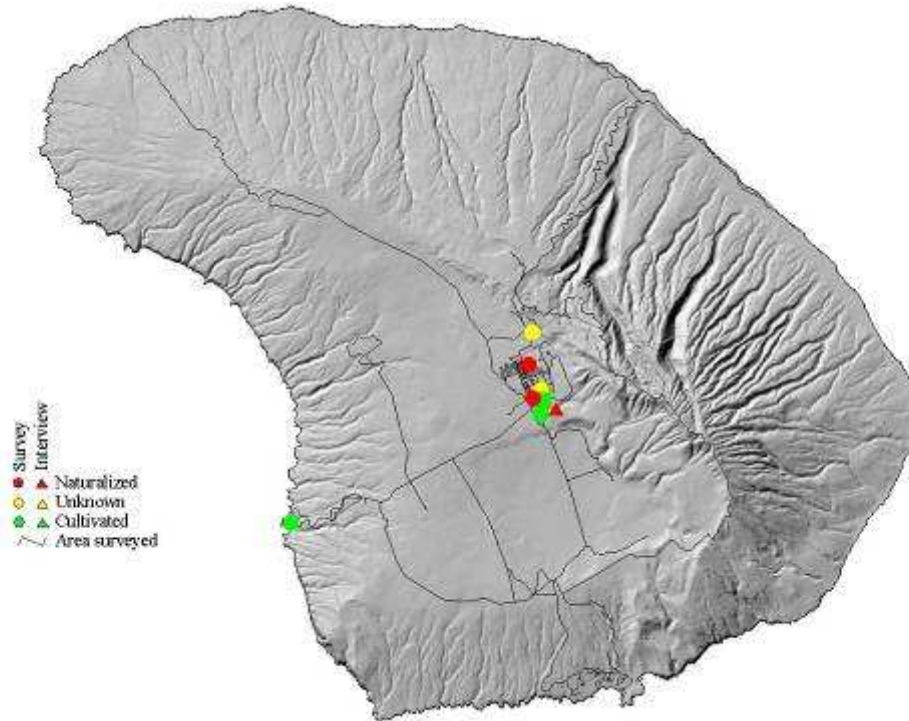 Survey
Interview
Naturalized
Unknown
Cultivated
Area surveyed